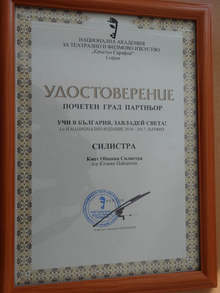 НАЦИОНАЛНА АКАДЕМИЯ
ЗА ТЕАТРАЛНО И ФИЛМОВО ИЗКУСТВО
"Кръстьо Сарафов"
София
УДОСТОВЕРЕНИЕ
ПОЧЕТЕН ГРАД ПАРТНЬОР
УЧИ В БЪЛГАРИЯ, ЗАВЛАДЕЙ СВЕТА!
СИЛИСТРА
Кмет Община Силистра